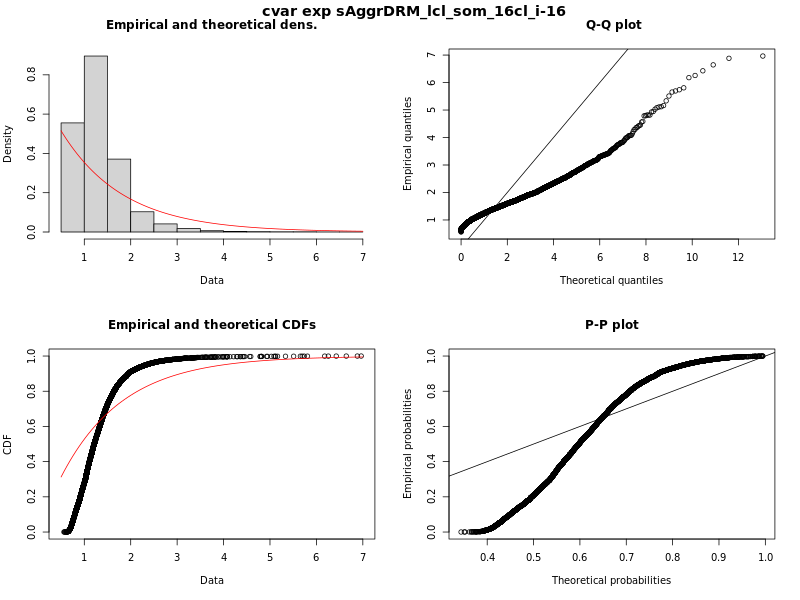 cvar exp sAggrDRM_lcl_som_16cl_i-16
Empirical and theoretical dens.
Density
0.0 0.2 0.4 0.6 0.8
1 2 3 4 5 6 7
Data
Q-Q plot
Empirical quantiles
1 2 3 4 5 6 7
0 2 4 6 8 10 12
Theoretical quantiles
Empirical and theoretical CDFs
CDF
0.0 0.2 0.4 0.6 0.8 1.0
1 2 3 4 5 6 7
Data
P-P plot
Empirical probabilities
0.0 0.2 0.4 0.6 0.8 1.0
0.4 0.5 0.6 0.7 0.8 0.9 1.0
Theoretical probabilities